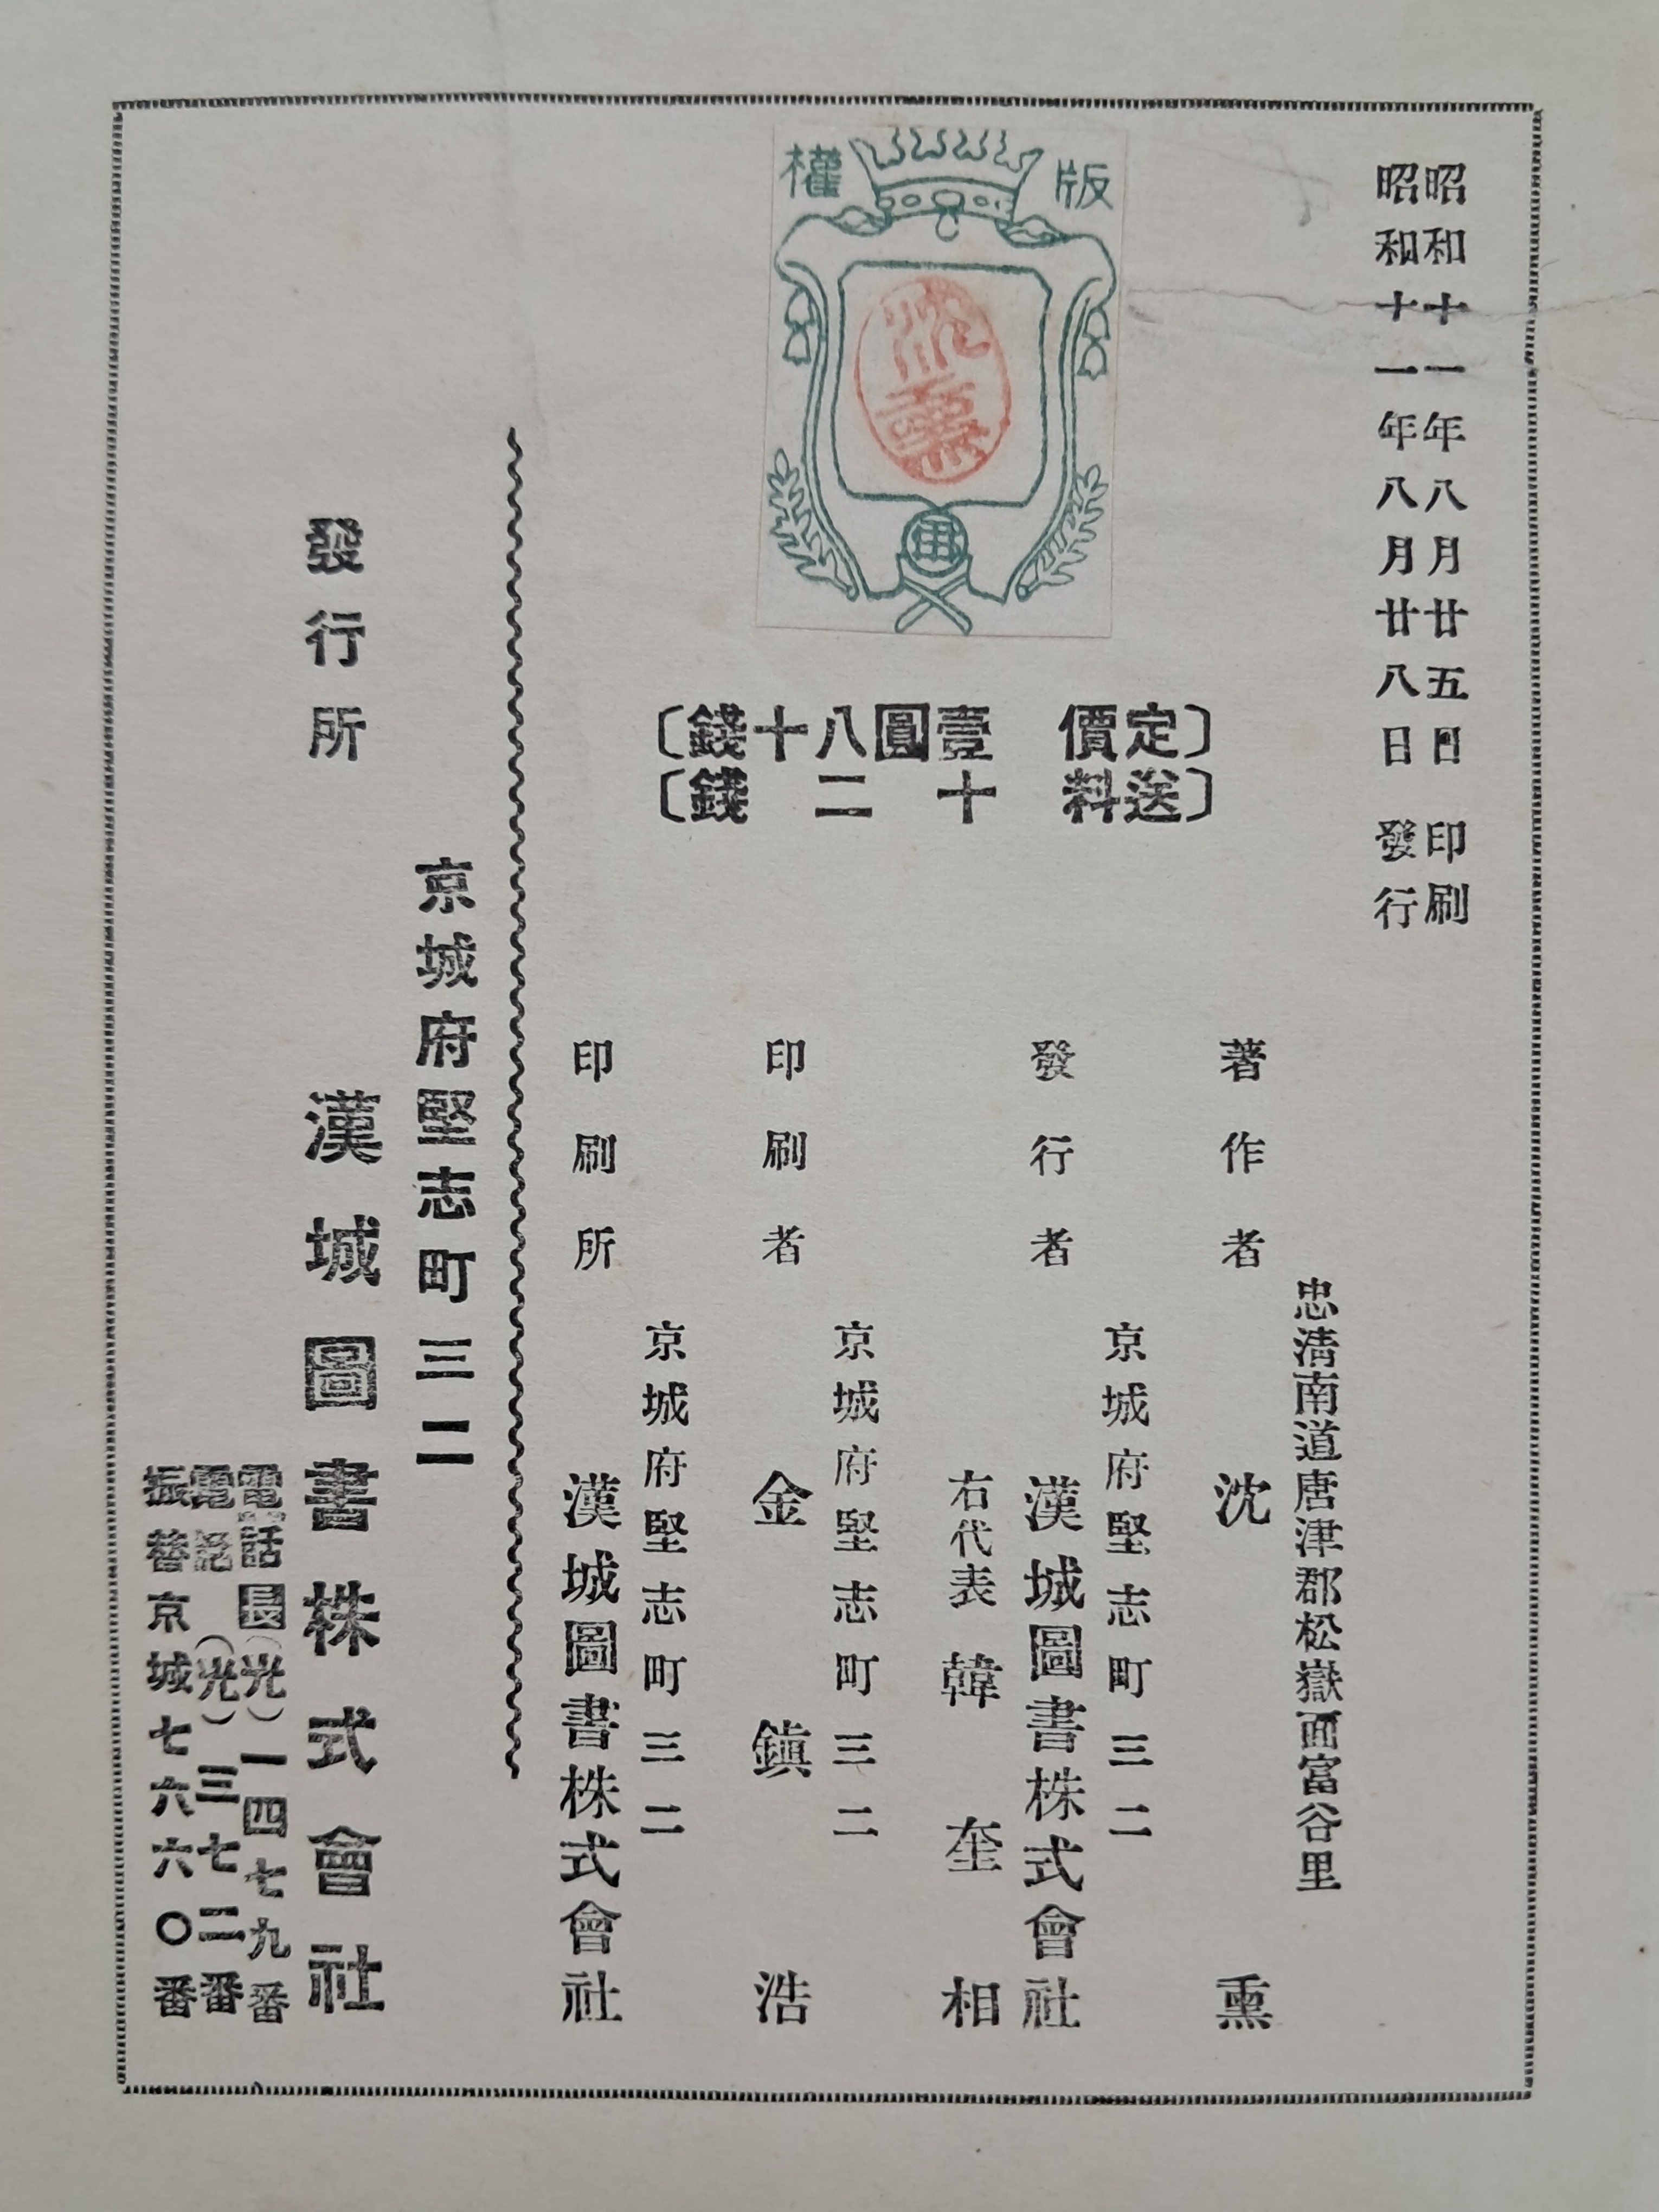 昭和十一年八月廿五日 印刷
昭和十一年八月廿八日 發行
版權
沈熏
定價 壹圓八十錢
送料 十二錢
忠淸南道唐津郡松嶽面富谷里
著作者 沈熏
京城府堅志町三二
發行者 漢城圖書株式會社
右代表 韓奎相
京城府堅志町三二
印刷者 金鎭浩
京城府堅志町三二
印刷所 漢城圖書株式會社
京城府堅志町三二
發行所 漢城圖書株式會社
電話長(光)一四七九番
電話(光)三七二番
振替京城七六六〇番